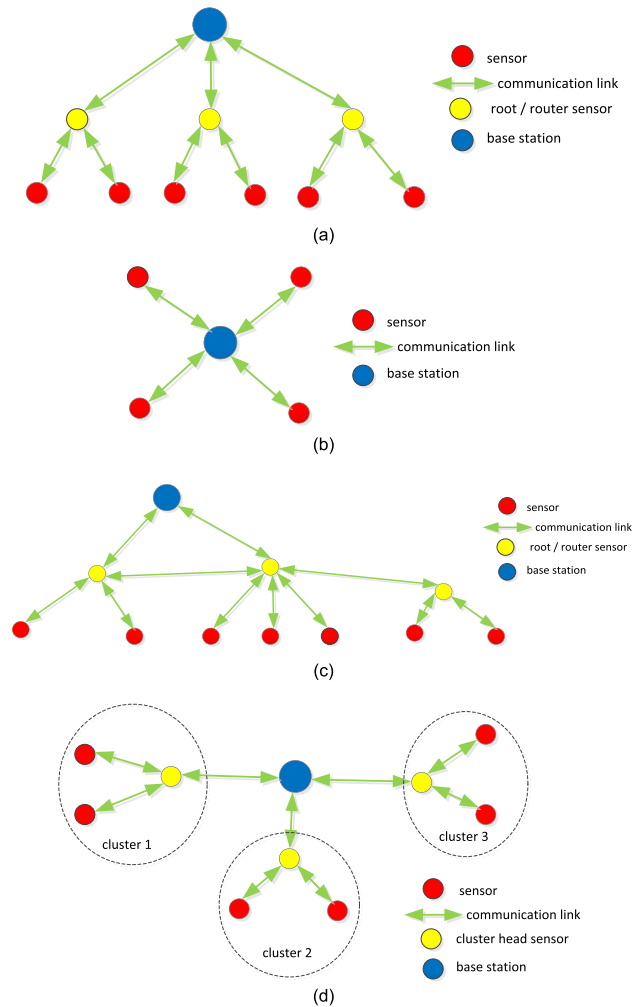 sensor
communication link
root / router sensor
base station
(a)
sensor
communication link
base station
(b)
sensor
communication link
root / router sensor
base station
(c)
cluster 1
cluster 3
cluster 2
sensor
communication link
cluster head sensor
base station
(d)